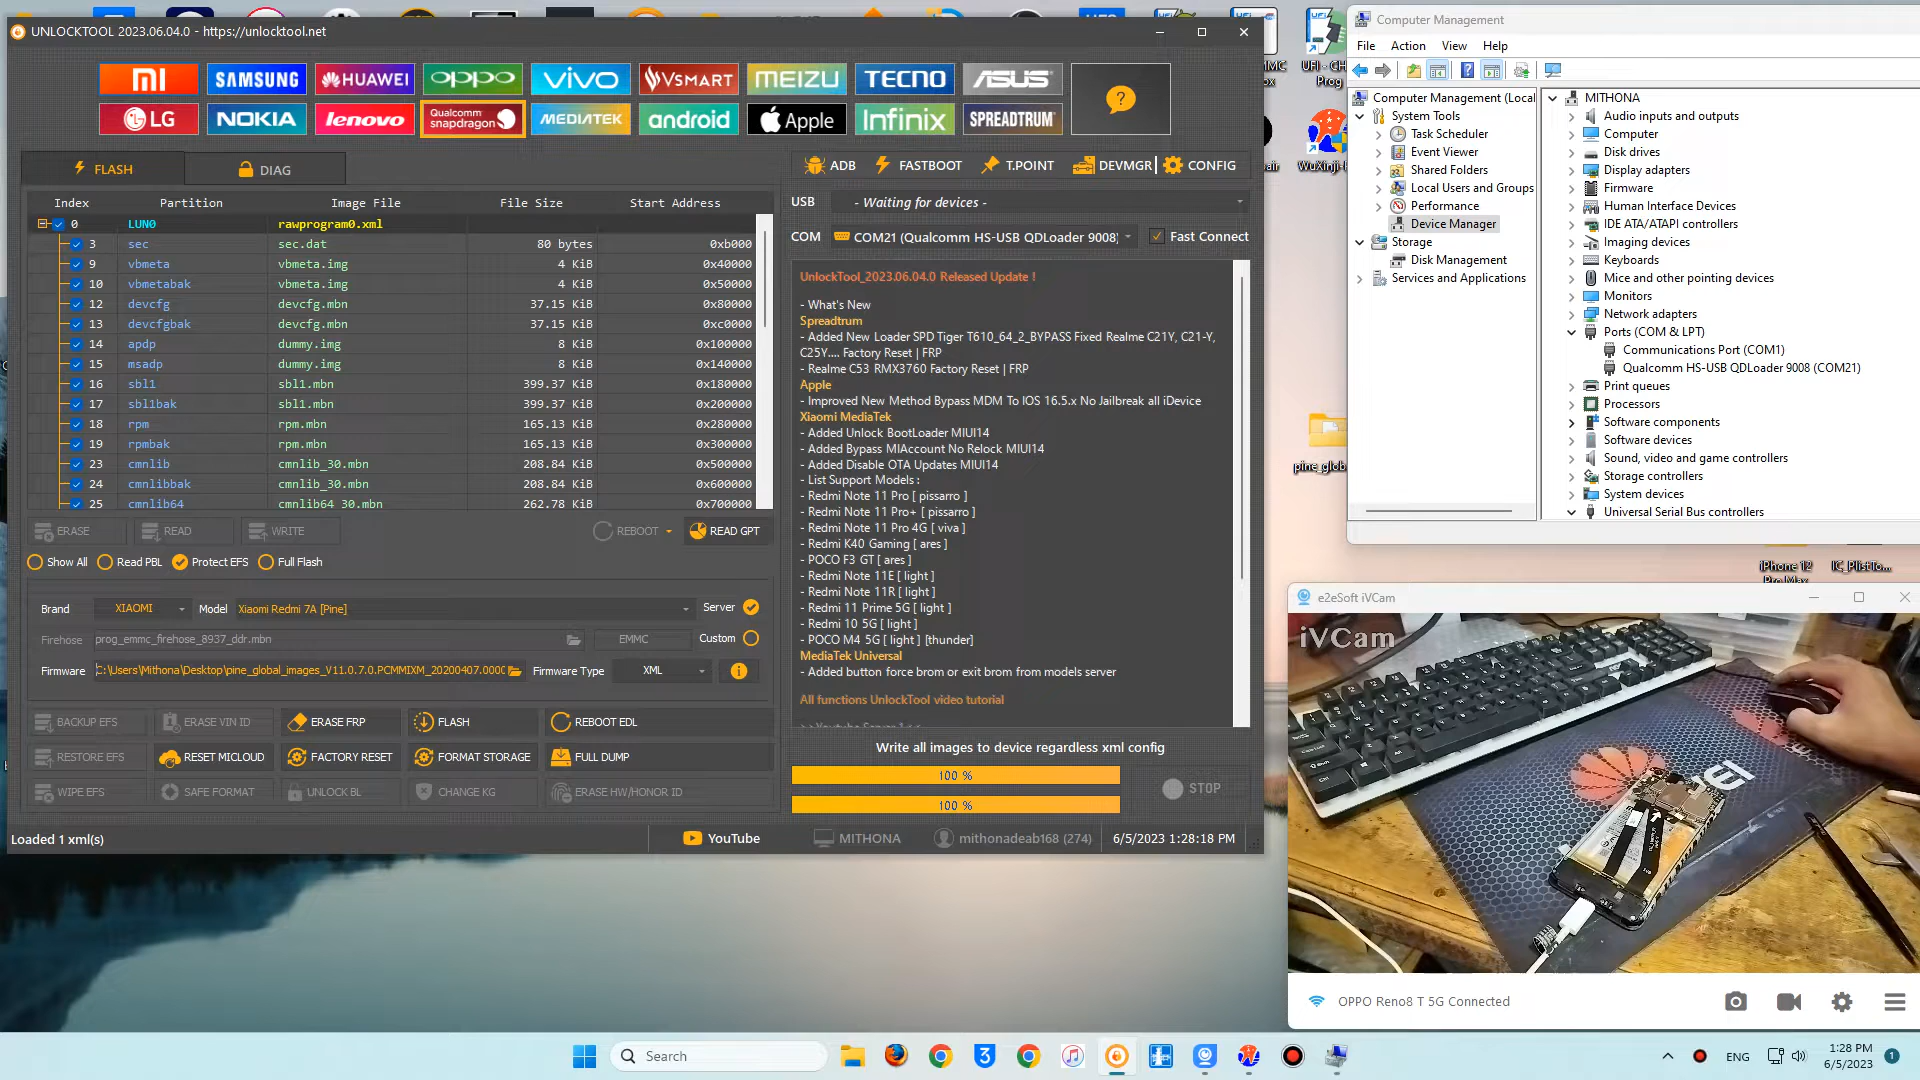 UNLOCKTOOL 2023.06.04.0 - https://unlocktool.net
SAMSUNG HUAWEI oppo vivo VSMART MEIZU TECNO ASUS ?
LG NOKIA lenovo Qualcomm snapdragon MEDIATEK android Apple Infinix SPREADTRUM
FLASH DIAG
ADB FASTBOOT T.POINT DEVMGR CONFIG
Index Partition Image File File Size Start Address
0 LUN0 rawprogram0.xml
3 sec sec.dat 80 bytes 0xb000
9 vbmeta vbmeta.img 4 KiB 0x40000
10 vbmetabak vbmeta.img 4 KiB 0x50000
12 devcfg devcfg.mbn 37.15 KiB 0x80000
13 devcfgbak devcfg.mbn 37.15 KiB 0xc0000
14 apdp dummy.img 8 KiB 0x100000
15 msadp dummy.img 8 KiB 0x140000
16 sbl1 sbl1.mbn 399.37 KiB 0x180000
17 sbl1bak sbl1.mbn 399.37 KiB 0x200000
18 rpm rpm.mbn 165.13 KiB 0x280000
19 rpmbak rpm.mbn 165.13 KiB 0x300000
23 cmnlib cmnlib_30.mbn 208.84 KiB 0x500000
24 cmnlibbak cmnlib_30.mbn 208.84 KiB 0x600000
25 cmnlib64 cmnlib64_30.mbn 262.78 KiB 0x700000
ERASE READ WRITE REBOOT READ GPT
Show All Read PBL Protect EFS Full Flash
Brand XIAOMI Model Xiaomi Redmi 7A [Pine] Server
Firehose prog_emmc_firehose_8937_ddr.mbn EMMC Custom
Firmware C:\Users\Mithona\Desktop\pine_global_images_V11.0.7.0.PCMMIXM_20200407.0000 Firmware Type XML
BACKUP EFS ERASE VIN ID ERASE FRP FLASH REBOOT EDL
RESTORE EFS RESET MICLOUD FACTORY RESET FORMAT STORAGE FULL DUMP
WIPE EFS SAFE FORMAT UNLOCK BL CHANGE KG ERASE HW/HONOR ID
Loaded 1 xml(s)
USB - Waiting for devices -
COM COM21 (Qualcomm HS-USB QDLoader 9008) Fast Connect
UnlockTool_2023.06.04.0 Released Update !
- What's New
Spreadtrum
- Added New Loader SPD Tiger T610_64_2_BYPASS Fixed Realme C21Y, C21-Y,
C25Y.... Factory Reset | FRP
- Realme C53 RMX3760 Factory Reset | FRP
Apple
- Improved New Method Bypass MDM To IOS 16.5.x No Jailbreak all iDevice
Xiaomi MediaTek
- Added Unlock BootLoader MIUI14
- Added Bypass MIAccount No Relock MIUI14
- Added Disable OTA Updates MIUI14
- List Support Models :
- Redmi Note 11 Pro [ pissarro ]
- Redmi Note 11 Pro+ [ pissarro ]
- Redmi Note 11 Pro 4G [ viva ]
- Redmi K40 Gaming [ ares ]
- POCO F3 GT [ ares ]
- Redmi Note 11E [ light ]
- Redmi Note 11R [ light ]
- Redmi 11 Prime 5G [ light ]
- Redmi 10 5G [ light ]
- POCO M4 5G [ light ] [thunder]
MediaTek Universal
- Added button force brom or exit brom from models server
All functions UnlockTool video tutorial
Write all images to device regardless xml config
100 %
100 %
STOP
YouTube MITHONA mithonadeab168 (274) 6/5/2023 1:28:18 PM
UFI - CH
Prog
WuXinji-
pine_glob
iPhone 12
Pro Max
IC_PlistTo...
Computer Management
File Action View Help
Computer Management (Local
System Tools
Task Scheduler
Event Viewer
Shared Folders
Local Users and Groups
Performance
Device Manager
Storage
Disk Management
Services and Applications
MITHONA
Audio inputs and outputs
Computer
Disk drives
Display adapters
Firmware
Human Interface Devices
IDE ATA/ATAPI controllers
Imaging devices
Keyboards
Mice and other pointing devices
Monitors
Network adapters
Ports (COM & LPT)
Communications Port (COM1)
Qualcomm HS-USB QDLoader 9008 (COM21)
Print queues
Processors
Software components
Software devices
Sound, video and game controllers
Storage controllers
System devices
Universal Serial Bus controllers
e2eSoft iVCam
iVCam
OPPO Reno8 T 5G Connected
Search
ENG
1:28 PM
6/5/2023
1